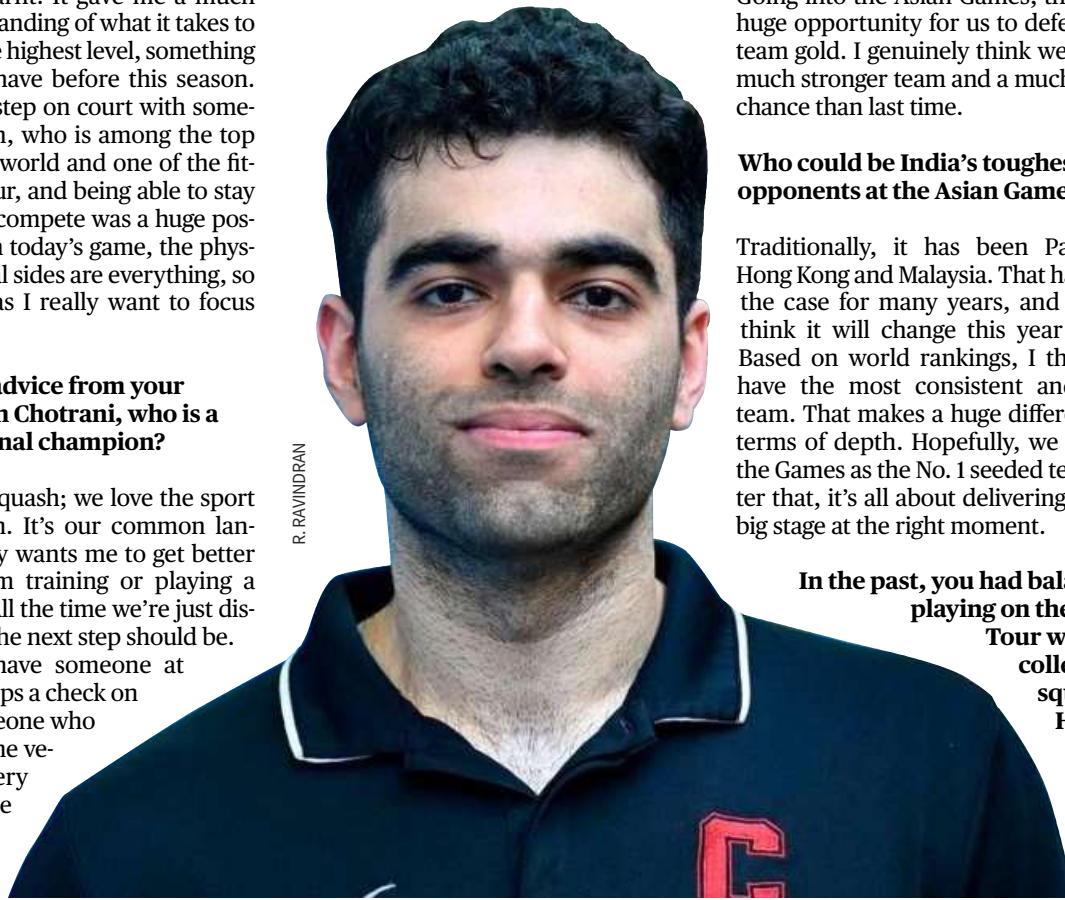 anding of what it takes to
e highest level, something
have before this season.
step on court with some-
n, who is among the top
world and one of the fit-
ur, and being able to stay
compete was a huge pos-
n today's game, the phys-
al sides are everything, so
as I really want to focus
advice from your
n Chotrani, who is a
nal champion?
quash; we love the sport
n. It's our common lan-
y wants me to get better
m training or playing a
All the time we're just dis-
he next step should be.
have someone at
ps a check on
eone who
ne ve-
ery
e
R. RAVINDRAN
Going into the Asian Games, th
huge opportunity for us to defe
team gold. I genuinely think we
much stronger team and a much
chance than last time.
Who could be India's toughes
opponents at the Asian Game
Traditionally, it has been Pa
Hong Kong and Malaysia. That ha
the case for many years, and
think it will change this year
Based on world rankings, I th
have the most consistent and
team. That makes a huge differe
terms of depth. Hopefully, we
the Games as the No. 1 seeded te
ter that, it's all about delivering
big stage at the right moment.
In the past, you had bala
playing on the
Tour w
colle
squ
H
C